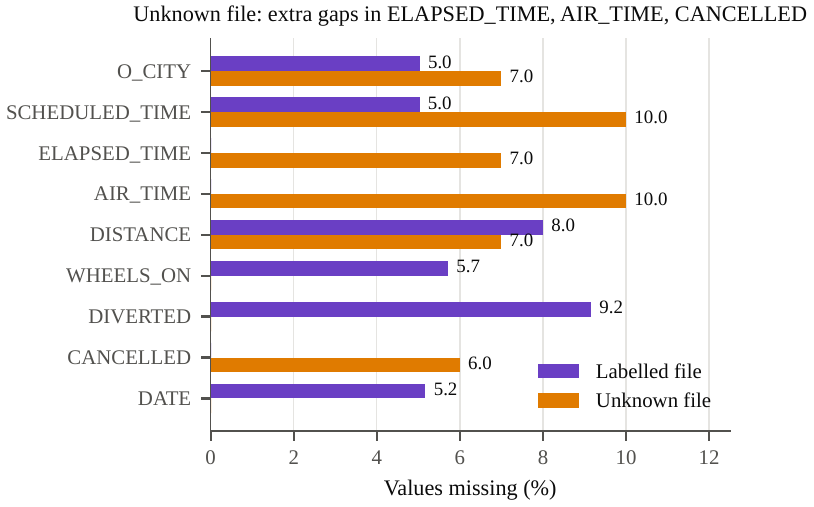 Unknown file: extra gaps in ELAPSED_TIME, AIR_TIME, CANCELLED
O_CITY 5.0 7.0
SCHEDULED_TIME 5.0 10.0
ELAPSED_TIME 7.0
AIR_TIME 10.0
DISTANCE 8.0 7.0
WHEELS_ON 5.7
DIVERTED 9.2
CANCELLED 6.0
DATE 5.2
Labelled file
Unknown file
0 2 4 6 8 10 12
Values missing (%)